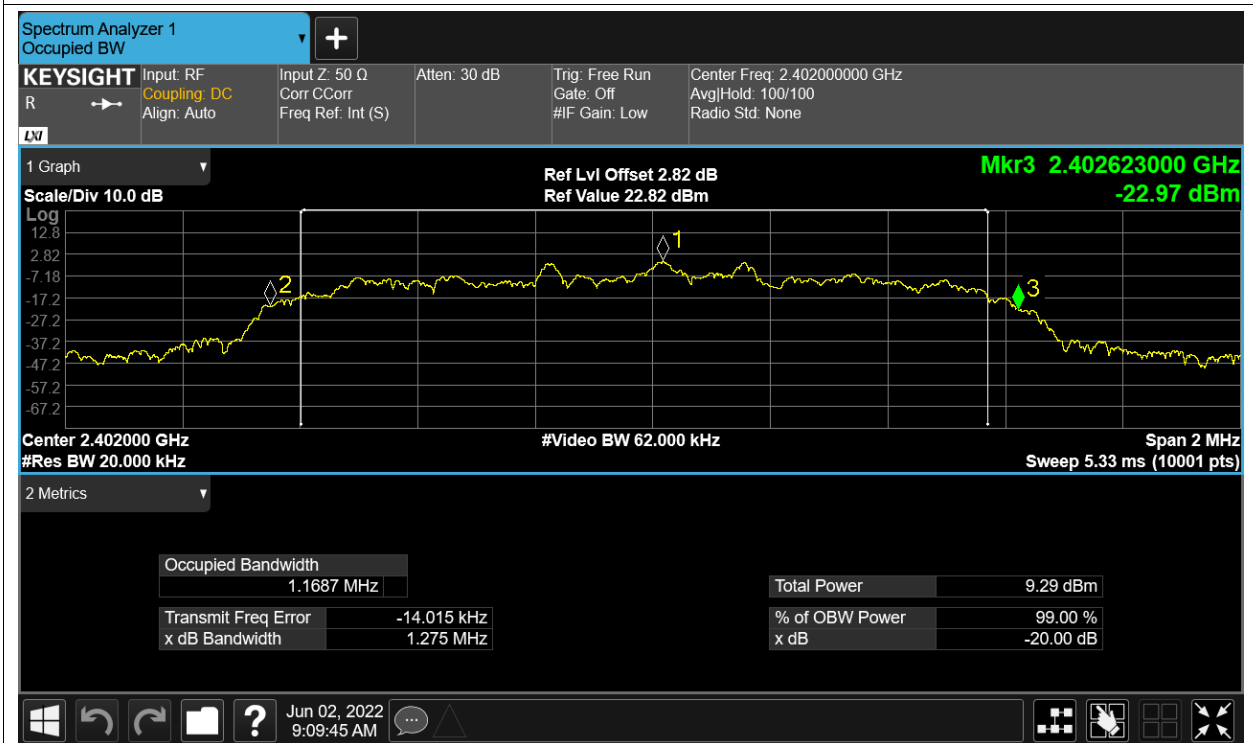 Spectrum Analyzer 1
Occupied BW
KEYSIGHT
R
LXI
Input: RF
Coupling: DC
Align: Auto
Input Z: 50 Ω
Corr CCorr
Freq Ref: Int (S)
Atten: 30 dB
Trig: Free Run
Gate: Off
#IF Gain: Low
Center Freq: 2.402000000 GHz
Avg|Hold: 100/100
Radio Std: None
1 Graph
Scale/Div 10.0 dB
Ref Lvl Offset 2.82 dB
Ref Value 22.82 dBm
Mkr3 2.402623000 GHz
-22.97 dBm
Log
12.8
2.82
-7.18
-17.2
-27.2
-37.2
-47.2
-57.2
-67.2
1
2
3
Center 2.402000 GHz
#Res BW 20.000 kHz
#Video BW 62.000 kHz
Span 2 MHz
Sweep 5.33 ms (10001 pts)
2 Metrics
Occupied Bandwidth
1.1687 MHz
Transmit Freq Error -14.015 kHz
x dB Bandwidth 1.275 MHz
Total Power 9.29 dBm
% of OBW Power 99.00 %
x dB -20.00 dB
?
Jun 02, 2022
9:09:45 AM